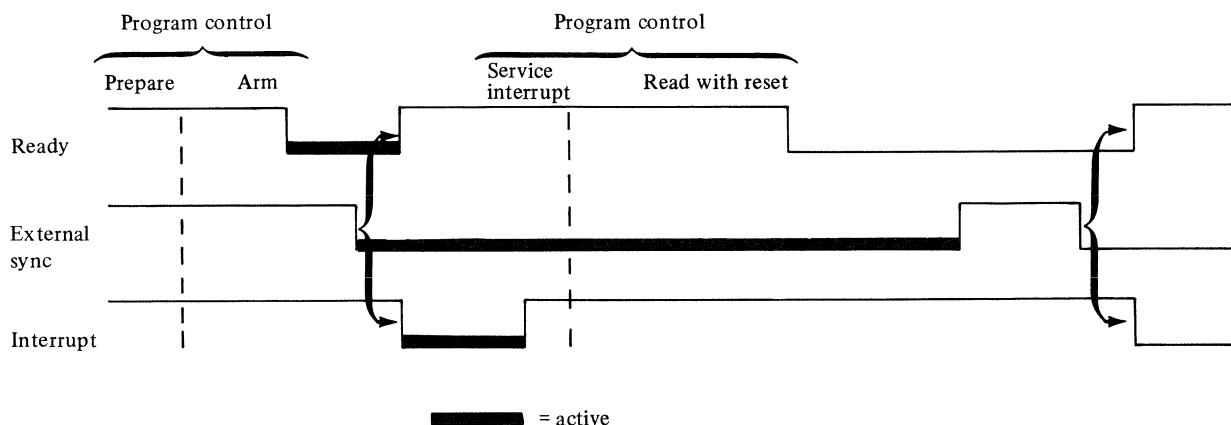 Program control
Program control
Prepare
Arm
Service
interrupt
Read with reset
Ready
External
sync
Interrupt
= active